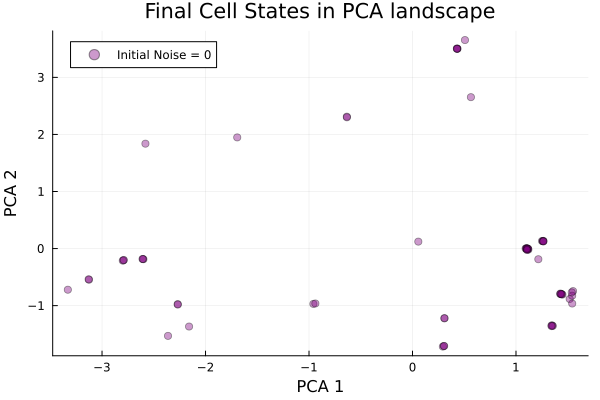 Final Cell States in PCA landscape
Initial Noise = 0
PCA 2
3
2
1
0
−1
−3
−2
−1
0
1
PCA 1